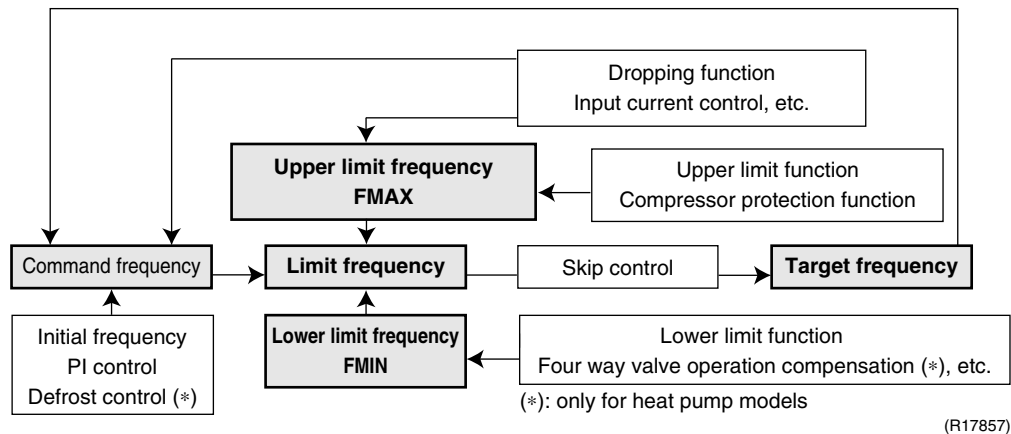 Dropping function
Input current control, etc.
Upper limit frequency
FMAX
Upper limit function
Compressor protection function
Command frequency
Limit frequency
Skip control
Target frequency
Initial frequency
PI control
Defrost control (∗)
Lower limit frequency
FMIN
Lower limit function
Four way valve operation compensation (∗), etc.
(∗): only for heat pump models
(R17857)